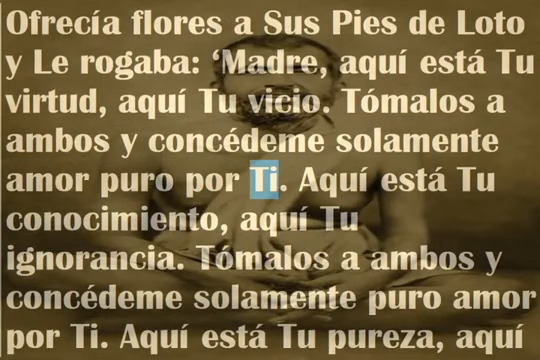 Ofrecía flores a Sus Pies de Loto
y Le rogaba: ‘Madre, aquí está Tu
virtud, aquí Tu vicio. Tómalos a
ambos y concédeme solamente
amor puro por Ti. Aquí está Tu
conocimiento, aquí Tu
ignorancia. Tómalos a ambos y
concédeme solamente puro amor
por Ti. Aquí está Tu pureza, aquí